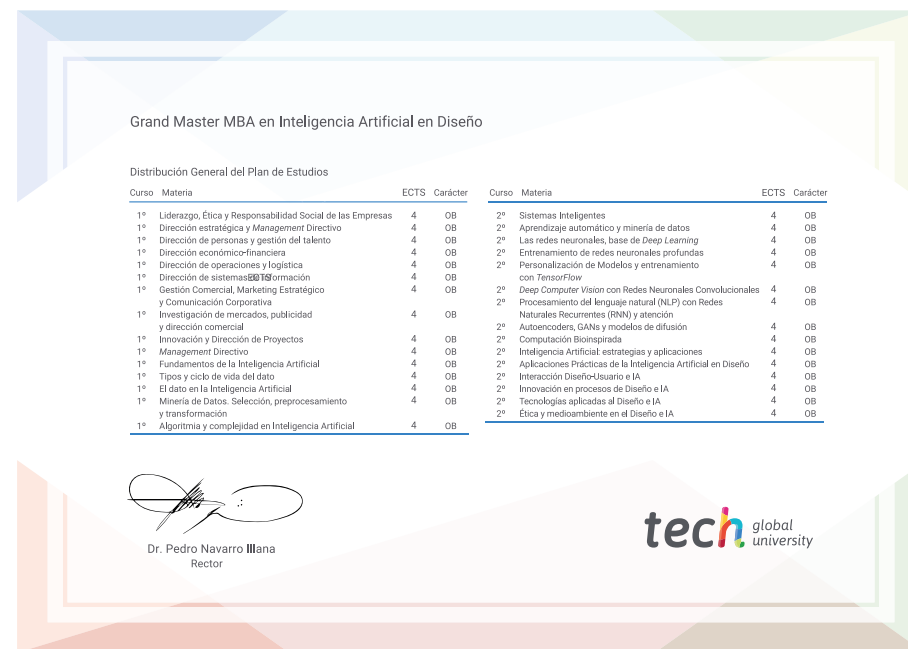 Grand Master MBA en Inteligencia Artificial en Diseño
Distribución General del Plan de Estudios
Curso Materia ECTS Carácter
1º Liderazgo, Ética y Responsabilidad Social de las Empresas 4 OB
1º Dirección estratégica y Management Directivo 4 OB
1º Dirección de personas y gestión del talento 4 OB
1º Dirección económico-financiera 4 OB
1º Dirección de operaciones y logística 4 OB
1º Dirección de sistemas formación 4 OB
1º Gestión Comercial, Marketing Estratégico 4 OB
y Comunicación Corporativa
1º Investigación de mercados, publicidad 4 OB
y dirección comercial
1º Innovación y Dirección de Proyectos 4 OB
1º Management Directivo 4 OB
1º Fundamentos de la Inteligencia Artificial 4 OB
1º Tipos y ciclo de vida del dato 4 OB
1º El dato en la Inteligencia Artificial 4 OB
1º Minería de Datos. Selección, preprocesamiento 4 OB
y transformación
1º Algoritmia y complejidad en Inteligencia Artificial 4 OB
Curso Materia ECTS Carácter
2º Sistemas Inteligentes 4 OB
2º Aprendizaje automático y minería de datos 4 OB
2º Las redes neuronales, base de Deep Learning 4 OB
2º Entrenamiento de redes neuronales profundas 4 OB
2º Personalización de Modelos y entrenamiento 4 OB
con TensorFlow
2º Deep Computer Vision con Redes Neuronales Convolucionales 4 OB
2º Procesamiento del lenguaje natural (NLP) con Redes 4 OB
Naturales Recurrentes (RNN) y atención
2º Autoencoders, GANs y modelos de difusión 4 OB
2º Computación Bioinspirada 4 OB
2º Inteligencia Artificial: estrategias y aplicaciones 4 OB
2º Aplicaciones Prácticas de la Inteligencia Artificial en Diseño 4 OB
2º Interacción Diseño-Usuario e IA 4 OB
2º Innovación en procesos de Diseño e IA 4 OB
2º Tecnologías aplicadas al Diseño e IA 4 OB
2º Ética y medioambiente en el Diseño e IA 4 OB
Dr. Pedro Navarro Illana
Rector
tech global
university